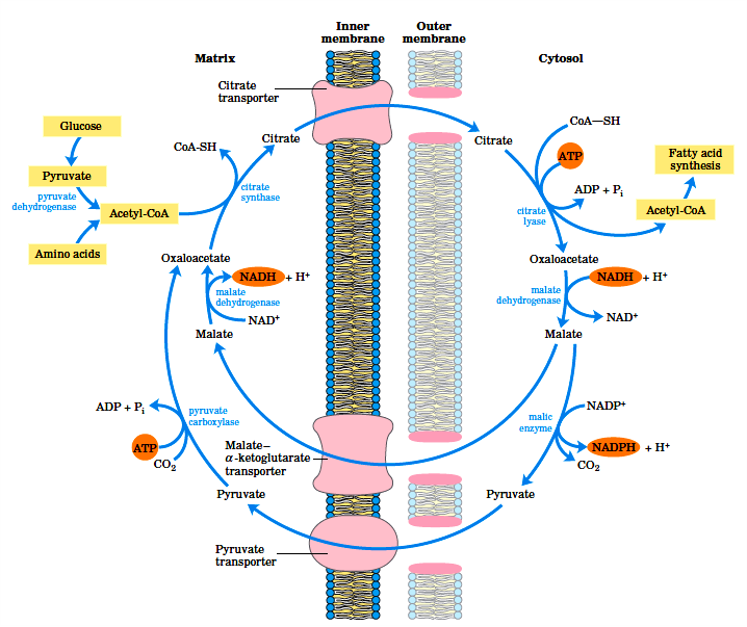 Inner
membrane
Outer
membrane
Matrix
Cytosol
Citrate
transporter
Glucose
Pyruvate
pyruvate
dehydrogenase
Acetyl-CoA
Amino acids
CoA-SH
Citrate
citrate
synthase
Oxaloacetate
NADH + H⁺
malate
dehydrogenase
NAD⁺
Malate
ADP + Pᵢ
pyruvate
carboxylase
ATP
CO₂
Pyruvate
Malate–
α-ketoglutarate
transporter
Pyruvate
transporter
Citrate
CoA—SH
ATP
ADP + Pᵢ
citrate
lyase
Fatty acid
synthesis
Acetyl-CoA
Oxaloacetate
NADH + H⁺
malate
dehydrogenase
NAD⁺
Malate
NADP⁺
malic
enzyme
NADPH + H⁺
CO₂
Pyruvate